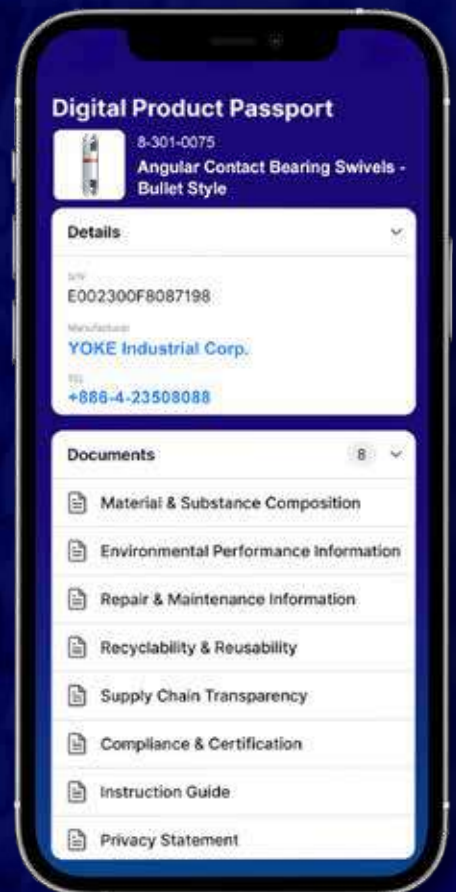 Digital Product Passport
8-301-0075
Angular Contact Bearing Swivels -
Bullet Style
Details
S/N
E002300F8087198
Manufacturer
YOKE Industrial Corp.
TEL
+886-4-23508088
Documents 8
Material & Substance Composition
Environmental Performance Information
Repair & Maintenance Information
Recyclability & Reusability
Supply Chain Transparency
Compliance & Certification
Instruction Guide
Privacy Statement